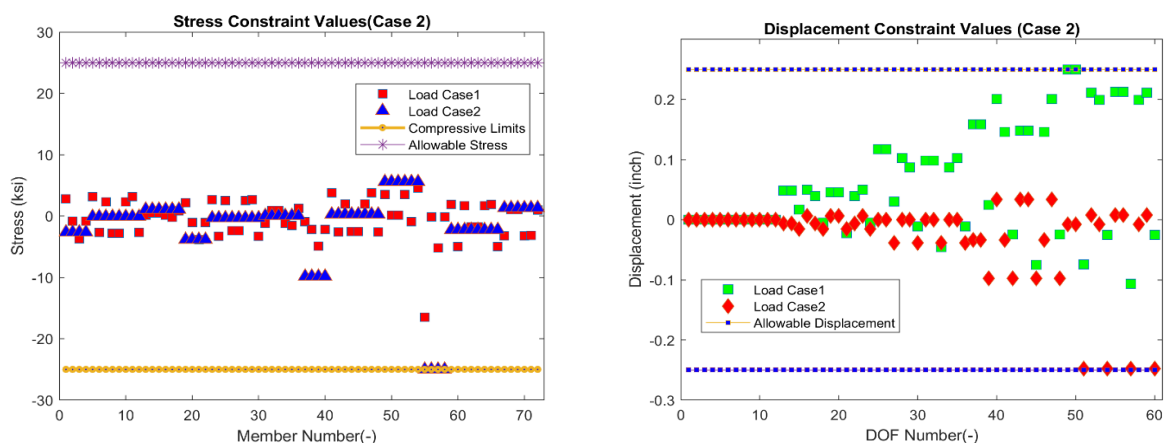 Stress Constraint Values(Case 2)
30
20
10
0
-10
-20
-30
Stress (ksi)
0 10 20 30 40 50 60 70
Member Number(-)
Load Case1
Load Case2
Compressive Limits
Allowable Stress
Displacement Constraint Values (Case 2)
0.2
0.1
0
-0.1
-0.2
-0.3
Displacement (inch)
0 10 20 30 40 50 60
DOF Number(-)
Load Case1
Load Case2
Allowable Displacement